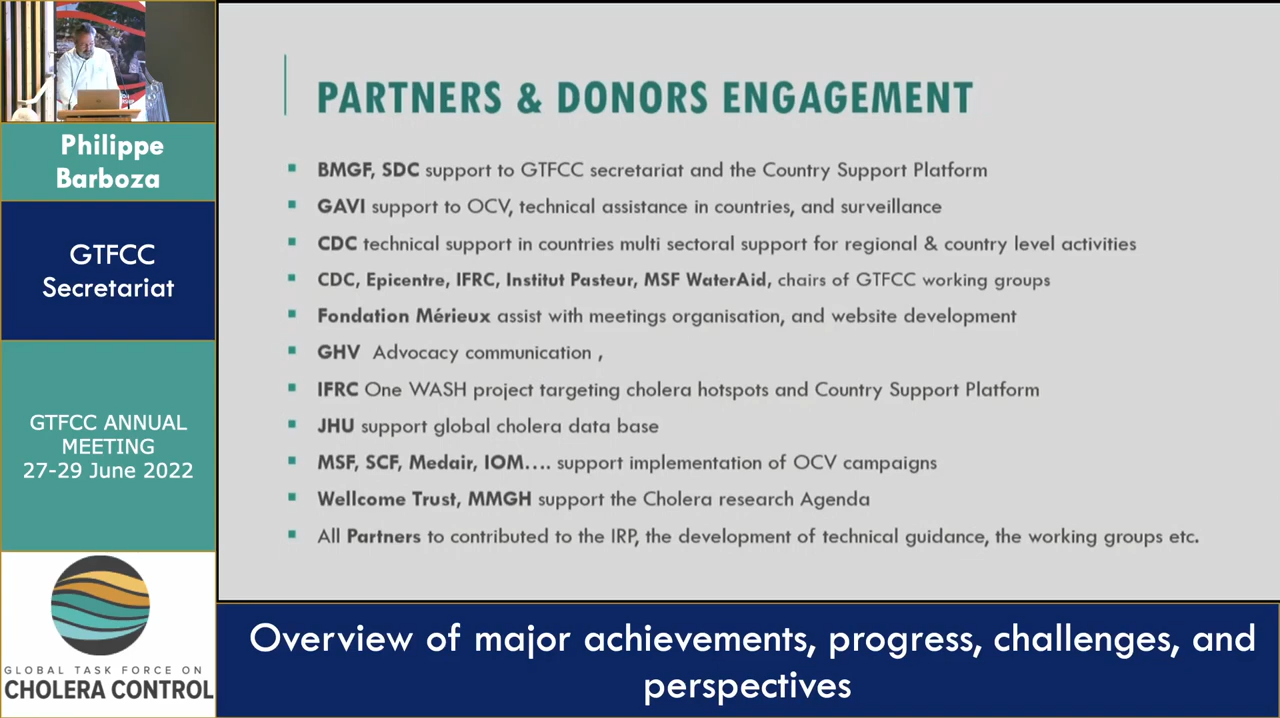 Philippe
Barboza
GTFCC
Secretariat
GTFCC ANNUAL
MEETING
27-29 June 2022
GLOBAL TASK FORCE ON
CHOLERA CONTROL
PARTNERS & DONORS ENGAGEMENT
BMGF, SDC support to GTFCC secretariat and the Country Support Platform
GAVI support to OCV, technical assistance in countries, and surveillance
CDC technical support in countries multi sectoral support for regional & country level activities
CDC, Epicentre, IFRC, Institut Pasteur, MSF WaterAid, chairs of GTFCC working groups
Fondation Mérieux assist with meetings organisation, and website development
GHV Advocacy communication ,
IFRC One WASH project targeting cholera hotspots and Country Support Platform
JHU support global cholera data base
MSF, SCF, Medair, IOM.... support implementation of OCV campaigns
Wellcome Trust, MMGH support the Cholera research Agenda
All Partners to contributed to the IRP, the development of technical guidance, the working groups etc.
Overview of major achievements, progress, challenges, and
perspectives